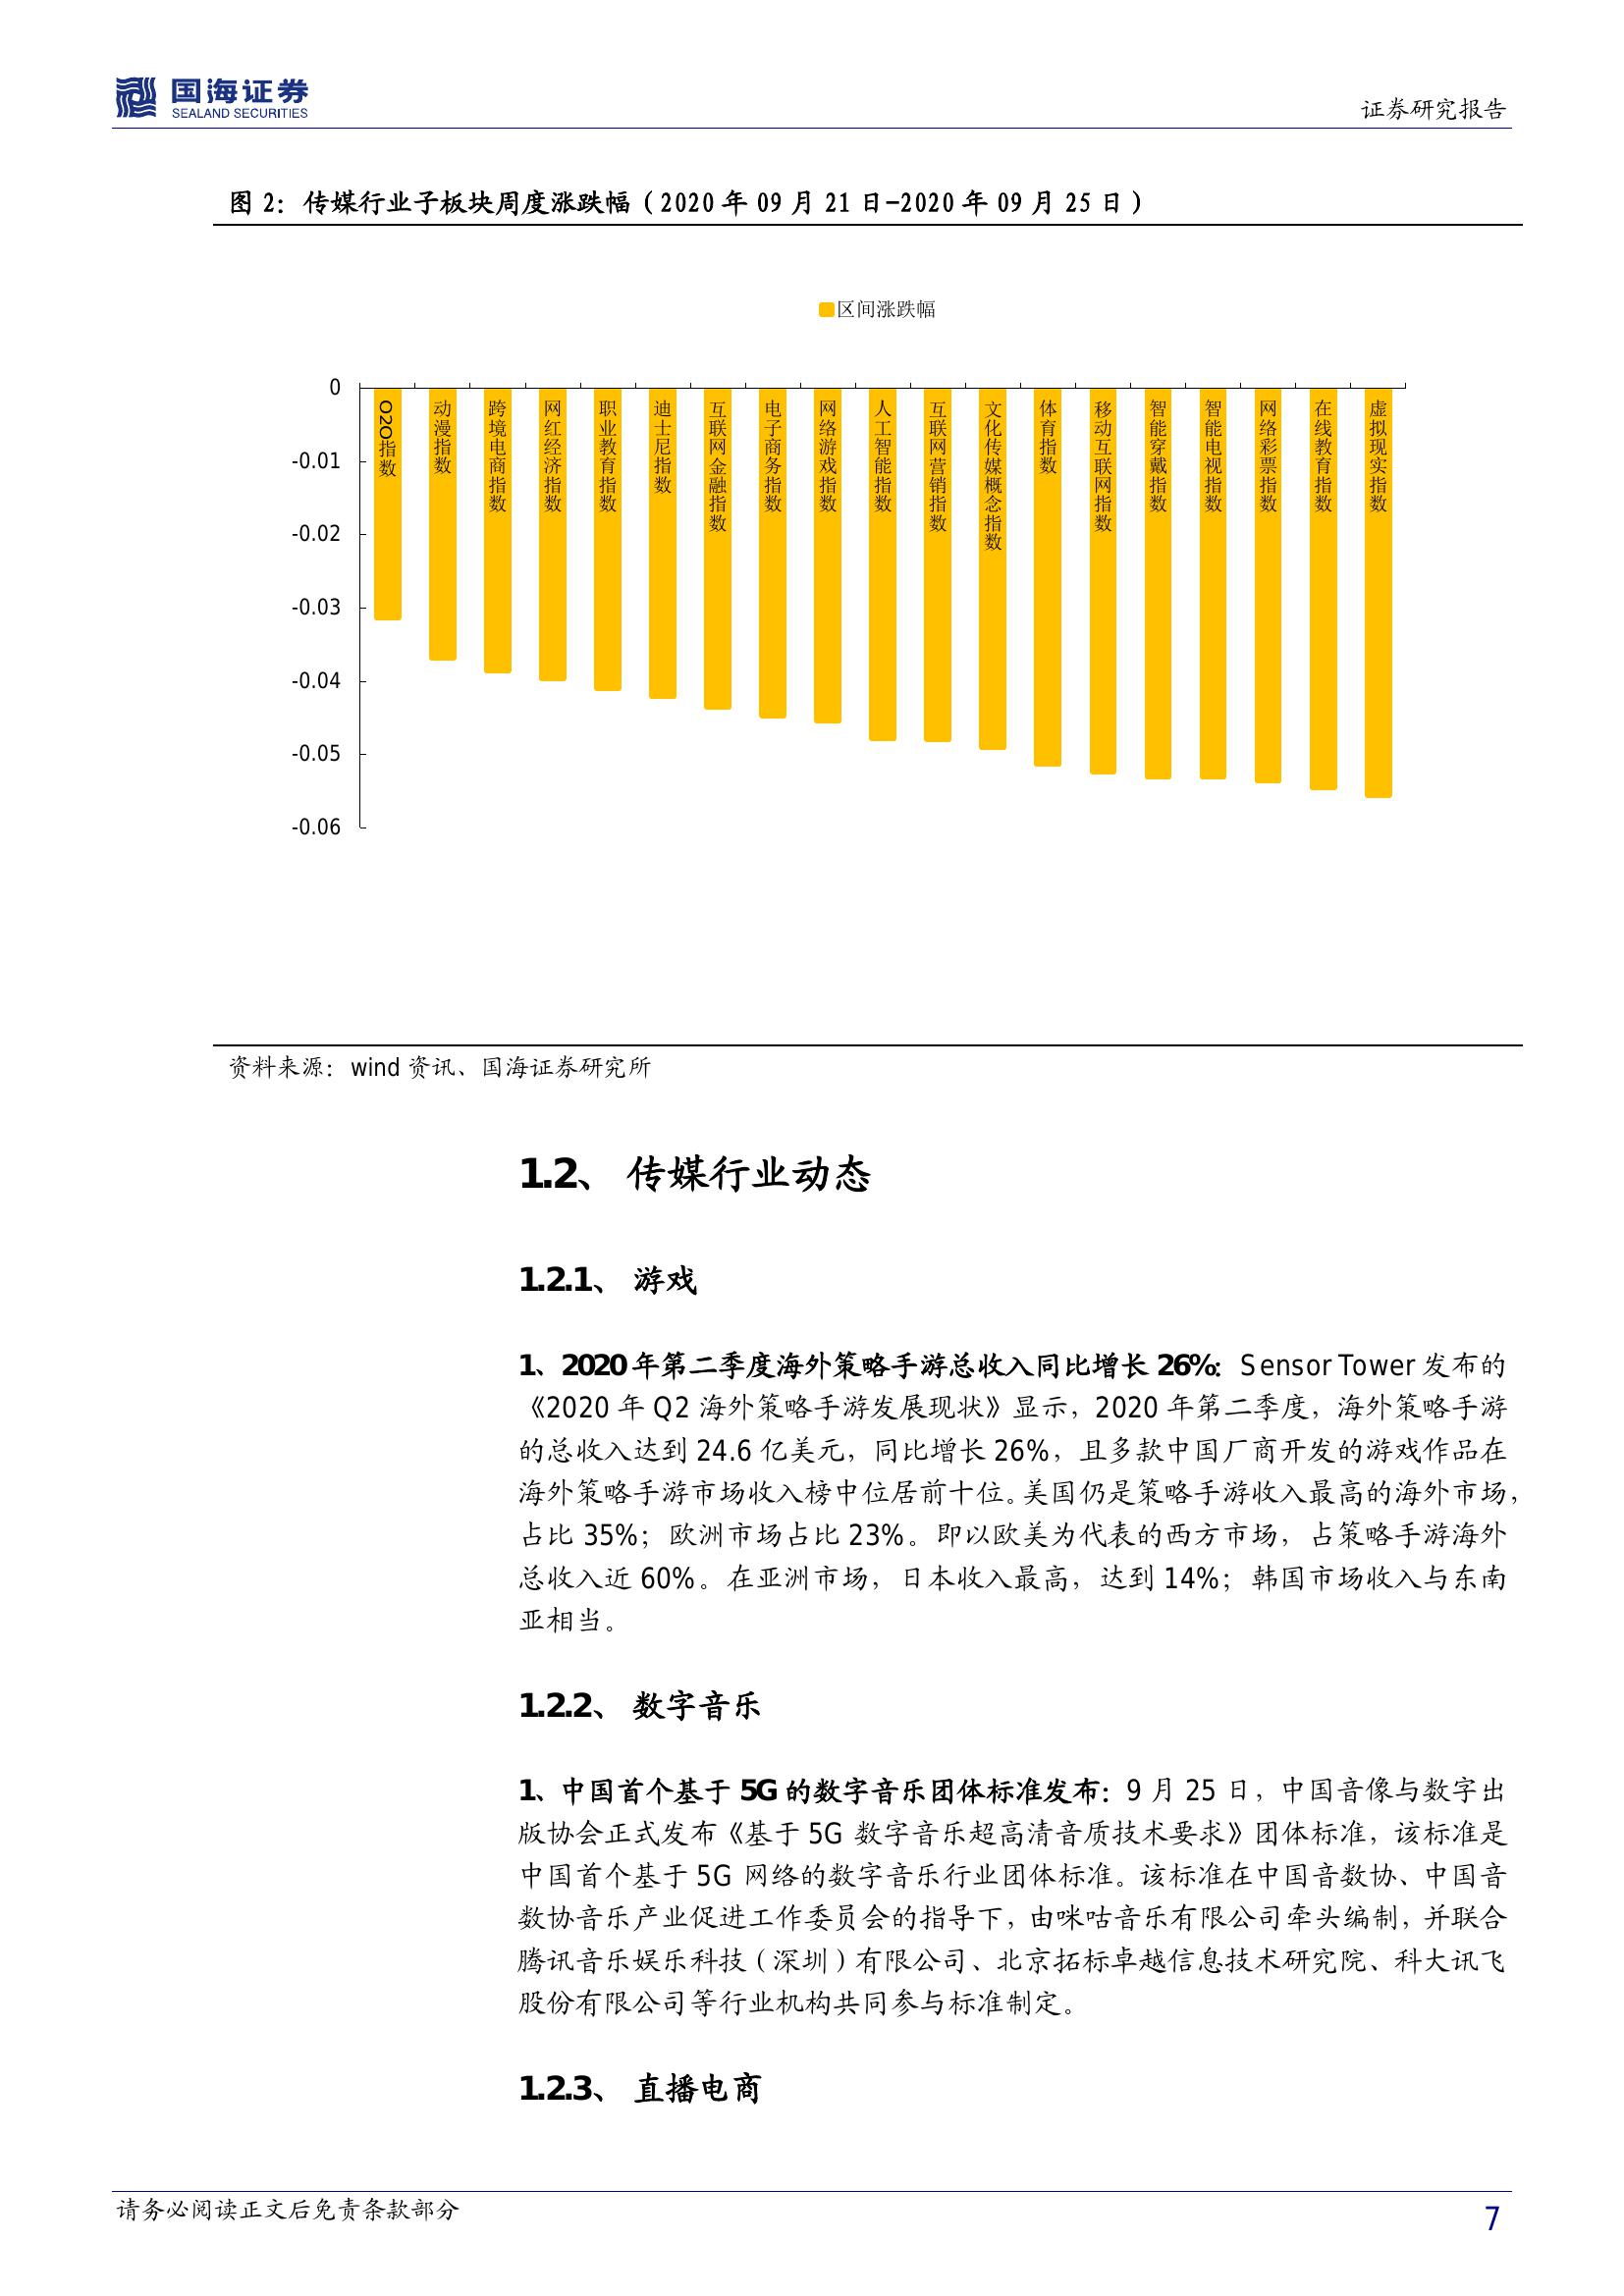 国海证券
SEALAND SECURITIES
证券研究报告
图 2：传媒行业子板块周度涨跌幅（2020 年 09 月 21 日-2020 年 09 月 25 日）
区间涨跌幅
0
-0.01
-0.02
-0.03
-0.04
-0.05
-0.06
O2O指数
动漫指数
跨境电商指数
网红经济指数
职业教育指数
迪士尼指数
互联网金融指数
电子商务指数
网络游戏指数
人工智能指数
互联网营销指数
文化传媒概念指数
体育指数
移动互联网指数
智能穿戴指数
智能电视指数
网络彩票指数
在线教育指数
虚拟现实指数
资料来源：wind 资讯、国海证券研究所
1.2、 传媒行业动态
1.2.1、 游戏
1、2020 年第二季度海外策略手游总收入同比增长 26%：Sensor Tower 发布的
《2020 年 Q2 海外策略手游发展现状》显示，2020 年第二季度，海外策略手游
的总收入达到 24.6 亿美元，同比增长 26%，且多款中国厂商开发的游戏作品在
海外策略手游市场收入榜中位居前十位。美国仍是策略手游收入最高的海外市场，
占比 35%；欧洲市场占比 23%。即以欧美为代表的西方市场，占策略手游海外
总收入近 60%。在亚洲市场，日本收入最高，达到 14%；韩国市场收入与东南
亚相当。
1.2.2、 数字音乐
1、中国首个基于 5G 的数字音乐团体标准发布：9 月 25 日，中国音像与数字出
版协会正式发布《基于 5G 数字音乐超高清音质技术要求》团体标准，该标准是
中国首个基于 5G 网络的数字音乐行业团体标准。该标准在中国音数协、中国音
数协音乐产业促进工作委员会的指导下，由咪咕音乐有限公司牵头编制，并联合
腾讯音乐娱乐科技（深圳）有限公司、北京拓标卓越信息技术研究院、科大讯飞
股份有限公司等行业机构共同参与标准制定。
1.2.3、 直播电商
请务必阅读正文后免责条款部分
7